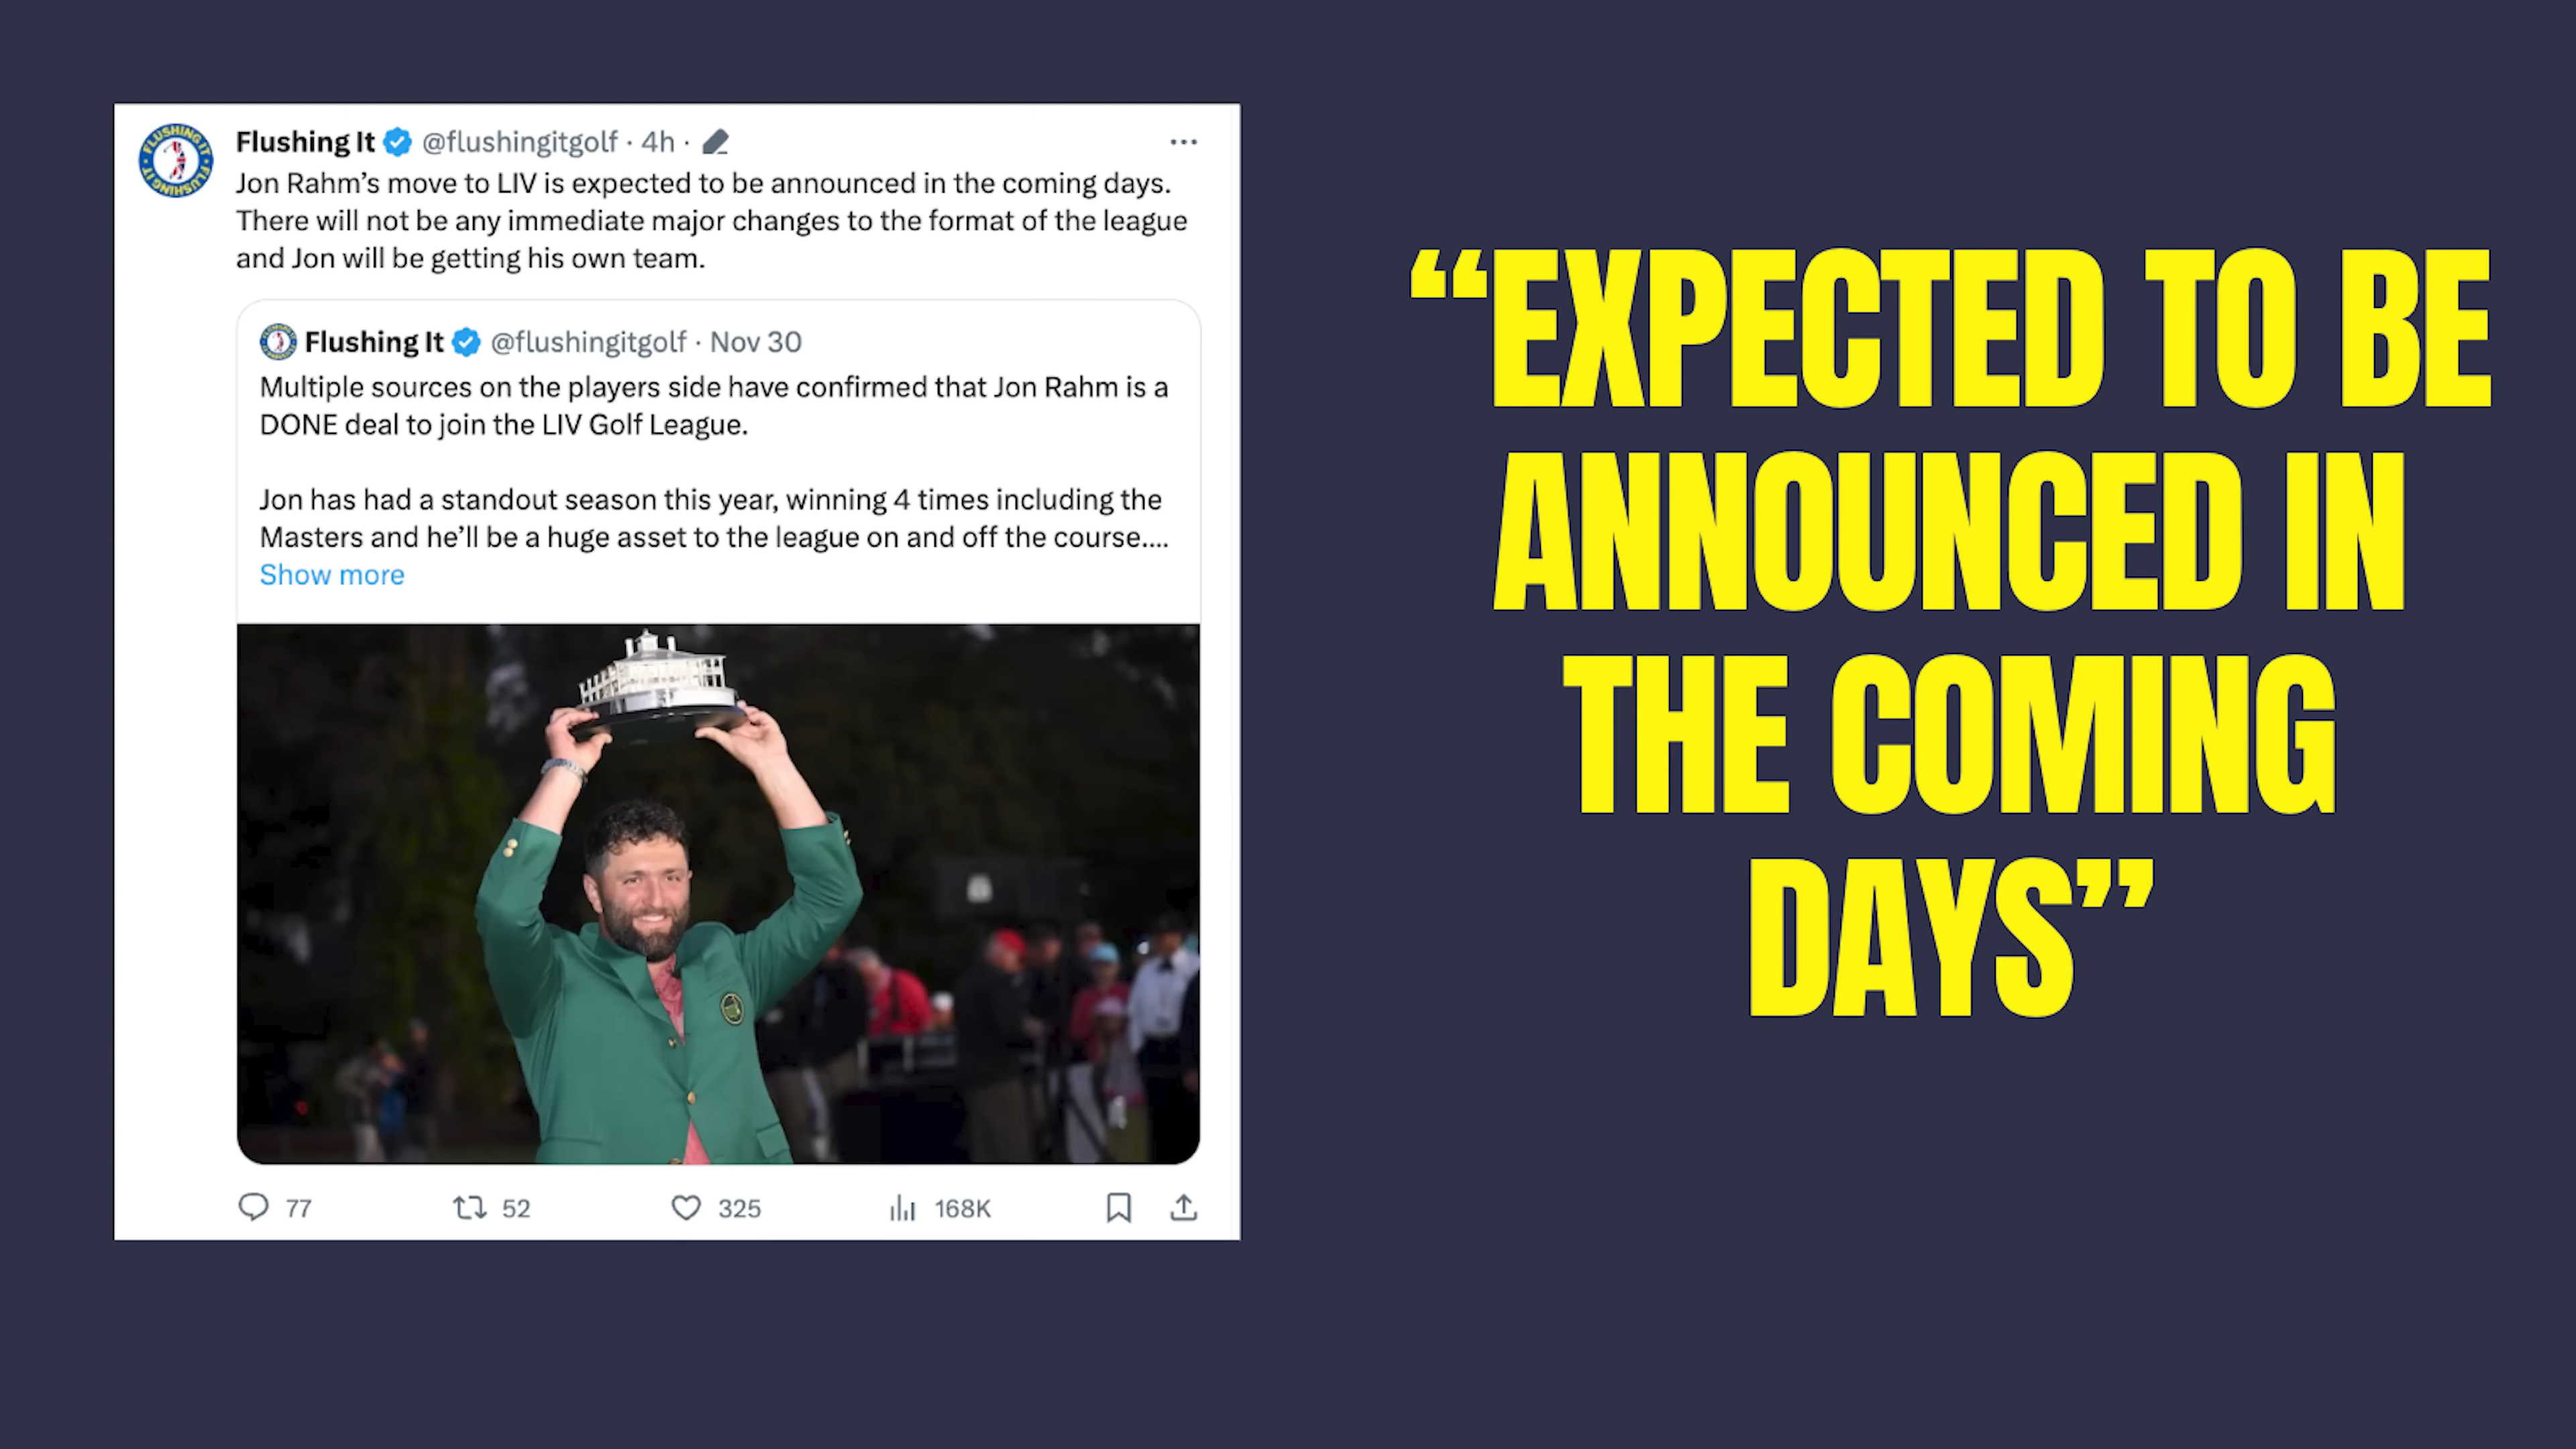 Flushing It @flushingitgolf · 4h ·
Jon Rahm’s move to LIV is expected to be announced in the coming days.
There will not be any immediate major changes to the format of the league
and Jon will be getting his own team.
Flushing It @flushingitgolf · Nov 30
Multiple sources on the players side have confirmed that Jon Rahm is a
DONE deal to join the LIV Golf League.
Jon has had a standout season this year, winning 4 times including the
Masters and he’ll be a huge asset to the league on and off the course....
Show more
77 52 325 168K
“EXPECTED TO BE
ANNOUNCED IN
THE COMING
DAYS”
FLUSHING IT · FLUSHING IT ·